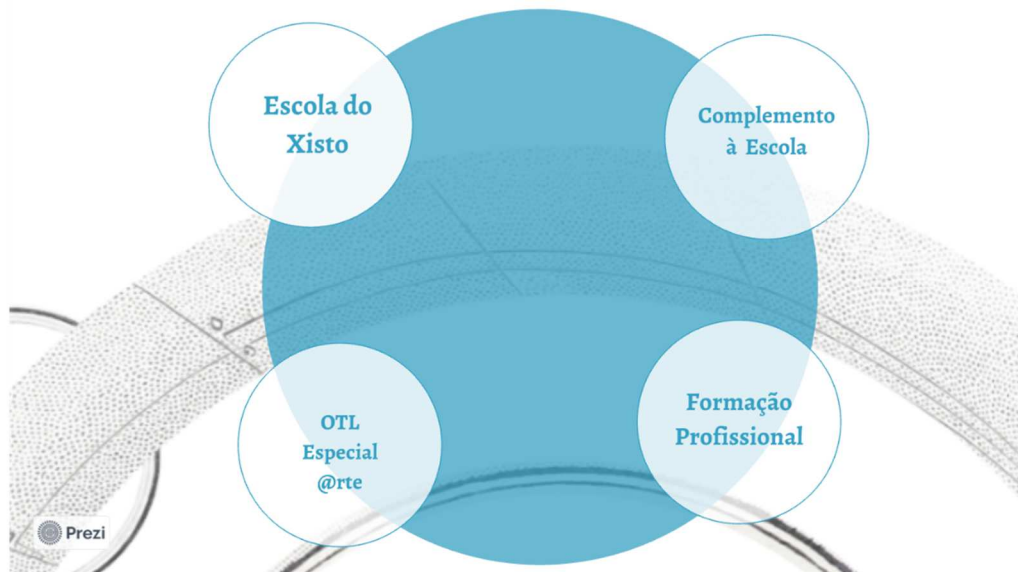 Escola do
Xisto
Complemento
à Escola
OTL
Especial
@rte
Formação
Profissional
Prezi